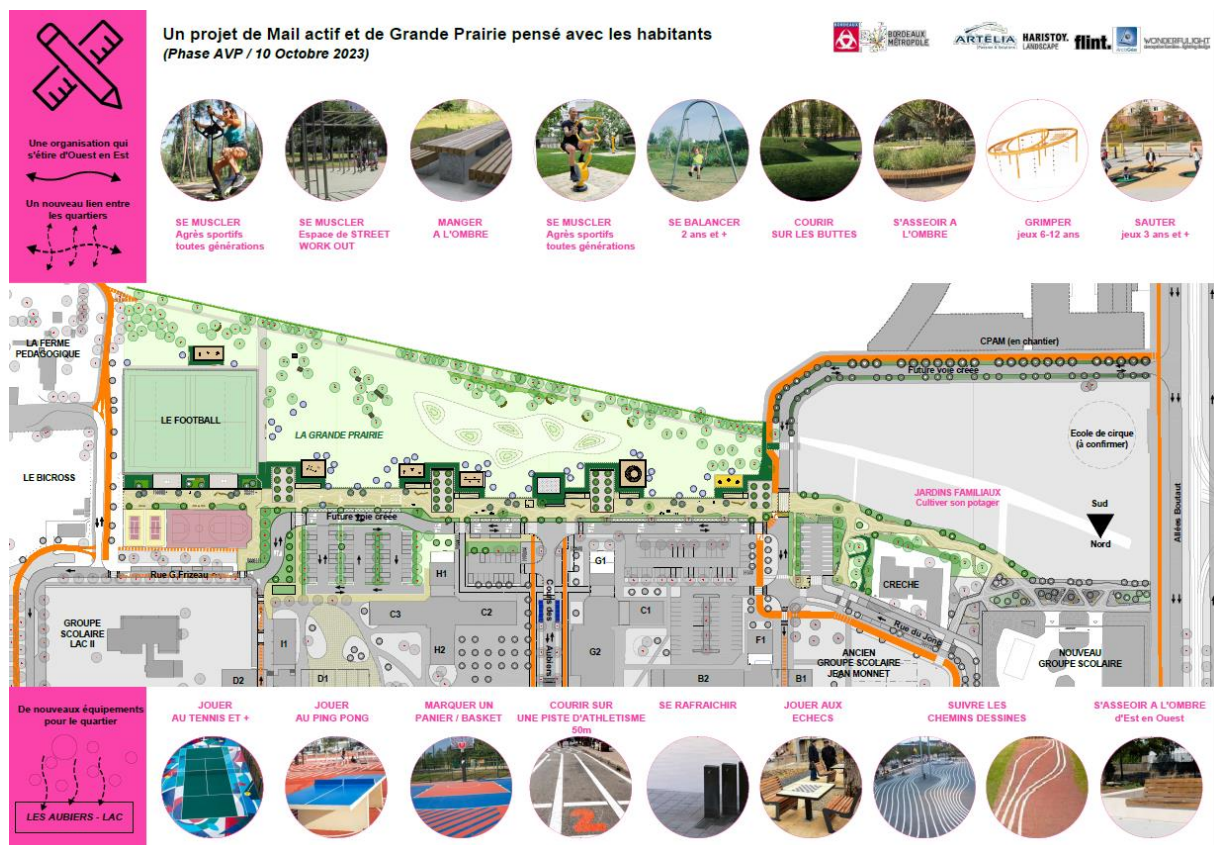 Un projet de Mail actif et de Grande Prairie pensé avec les habitants
(Phase AVP / 10 Octobre 2023)
BORDEAUX
MÉTROPOLE
ARTELIA
HARISTOY.
LANDSCAPE
flint.
WONDERFULIGHT
Une organisation qui
s'étire d'Ouest en Est
Un nouveau lien entre
les quartiers
SE MUSCLER
Agrès sportifs
toutes générations
SE MUSCLER
Espace de STREET
WORK OUT
MANGER
A L'OMBRE
SE MUSCLER
Agrès sportifs
toutes générations
SE BALANCER
2 ans et +
COURIR
SUR LES BUTTES
S'ASSEOIR A
L'OMBRE
GRIMPER
jeux 6-12 ans
SAUTER
jeux 3 ans et +
LA FERME
PEDAGOGIQUE
CPAM (en chantier)
Future voie créée
LE FOOTBALL
LA GRANDE PRAIRIE
Ecole de cirque
(à confirmer)
LE BICROSS
JARDINS FAMILIAUX
Cultiver son potager
Sud
Nord
Allées Boutaut
Future voie créée
Rue G.Frizeau
H1
G1
CRECHE
GROUPE
SCOLAIRE
LAC II
C3
C2
Cours des Aubiers
C1
Rue du Jonc
I1
H2
G2
F1
ANCIEN
GROUPE SCOLAIRE
JEAN MONNET
NOUVEAU
GROUPE SCOLAIRE
D2
D1
B2
B1
De nouveaux équipements
pour le quartier
LES AUBIERS - LAC
JOUER
AU TENNIS ET +
JOUER
AU PING PONG
MARQUER UN
PANIER / BASKET
COURIR SUR
UNE PISTE D'ATHLETISME
50m
SE RAFRAICHIR
JOUER AUX
ECHECS
SUIVRE LES
CHEMINS DESSINES
S'ASSEOIR A L'OMBRE
d'Est en Ouest